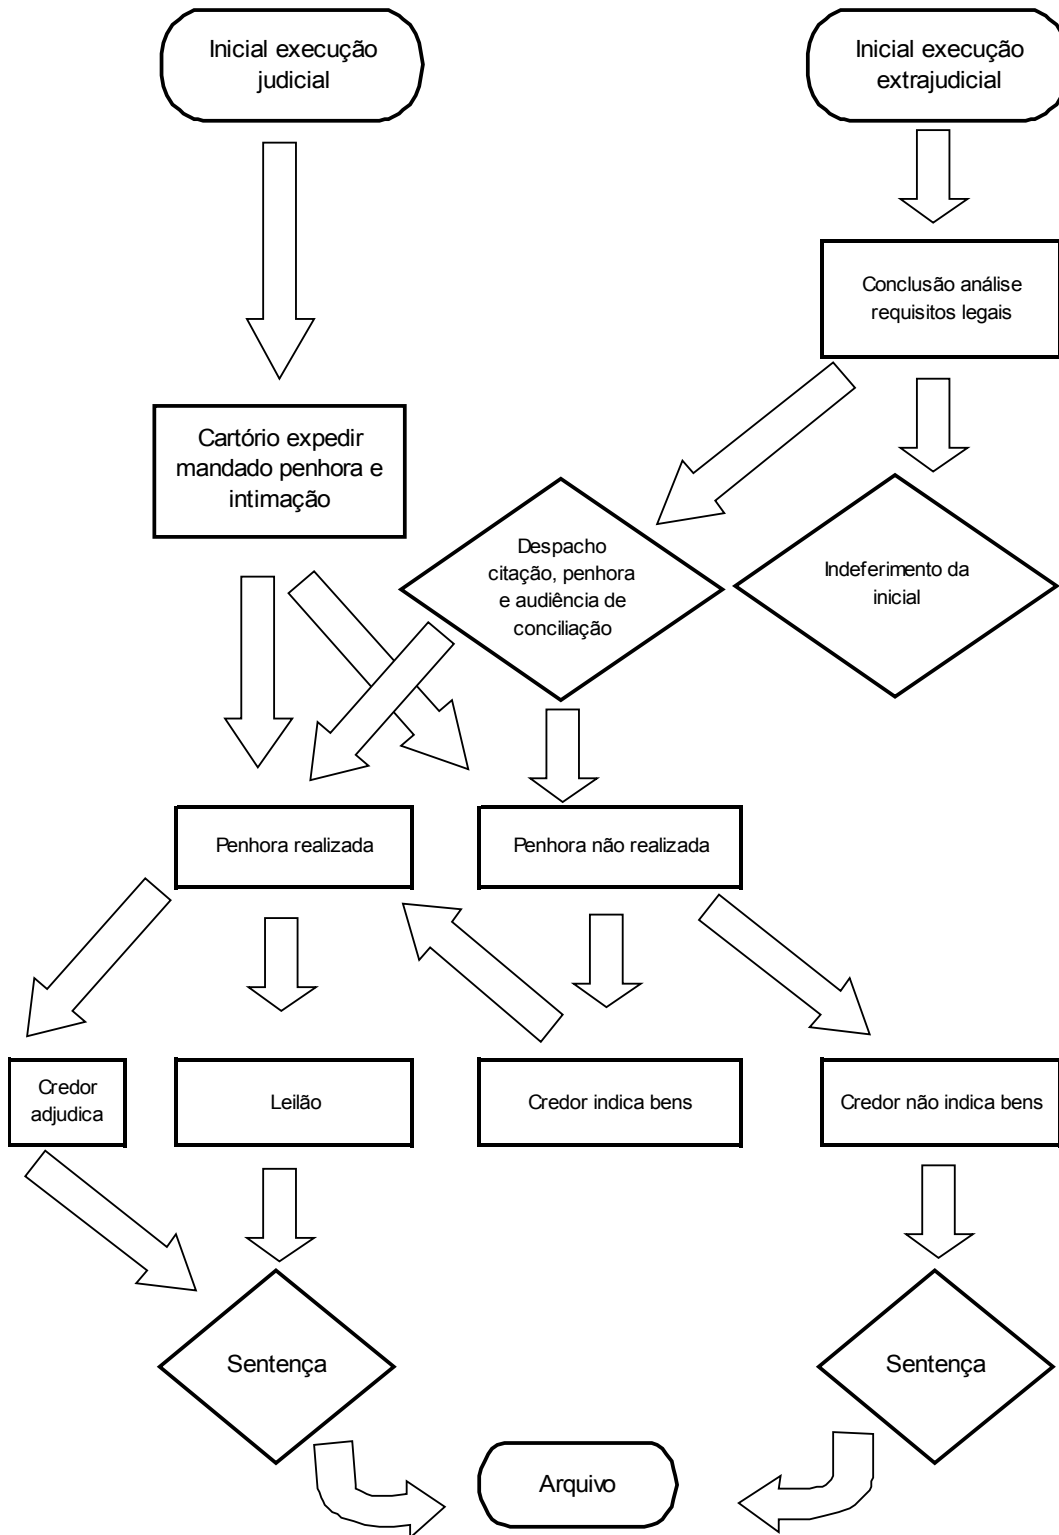 Inicial execução
judicial
Inicial execução
extrajudicial
Conclusão análise
requisitos legais
Cartório expedir
mandado penhora e
intimação
Despacho
citação, penhora
e audiência de
conciliação
Indeferimento da
inicial
Penhora realizada
Penhora não realizada
Credor
adjudica
Leilão
Credor indica bens
Credor não indica bens
Sentença
Sentença
Arquivo